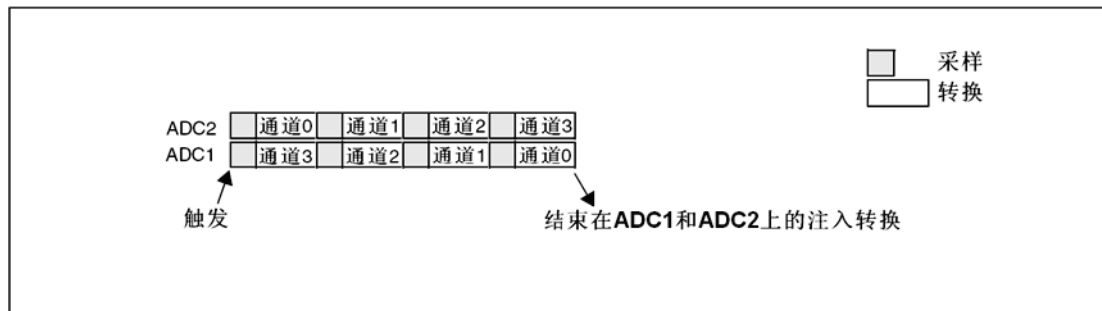 采样
转换
ADC2 通道0 通道1 通道2 通道3
ADC1 通道3 通道2 通道1 通道0
触发
结束在ADC1和ADC2上的注入转换